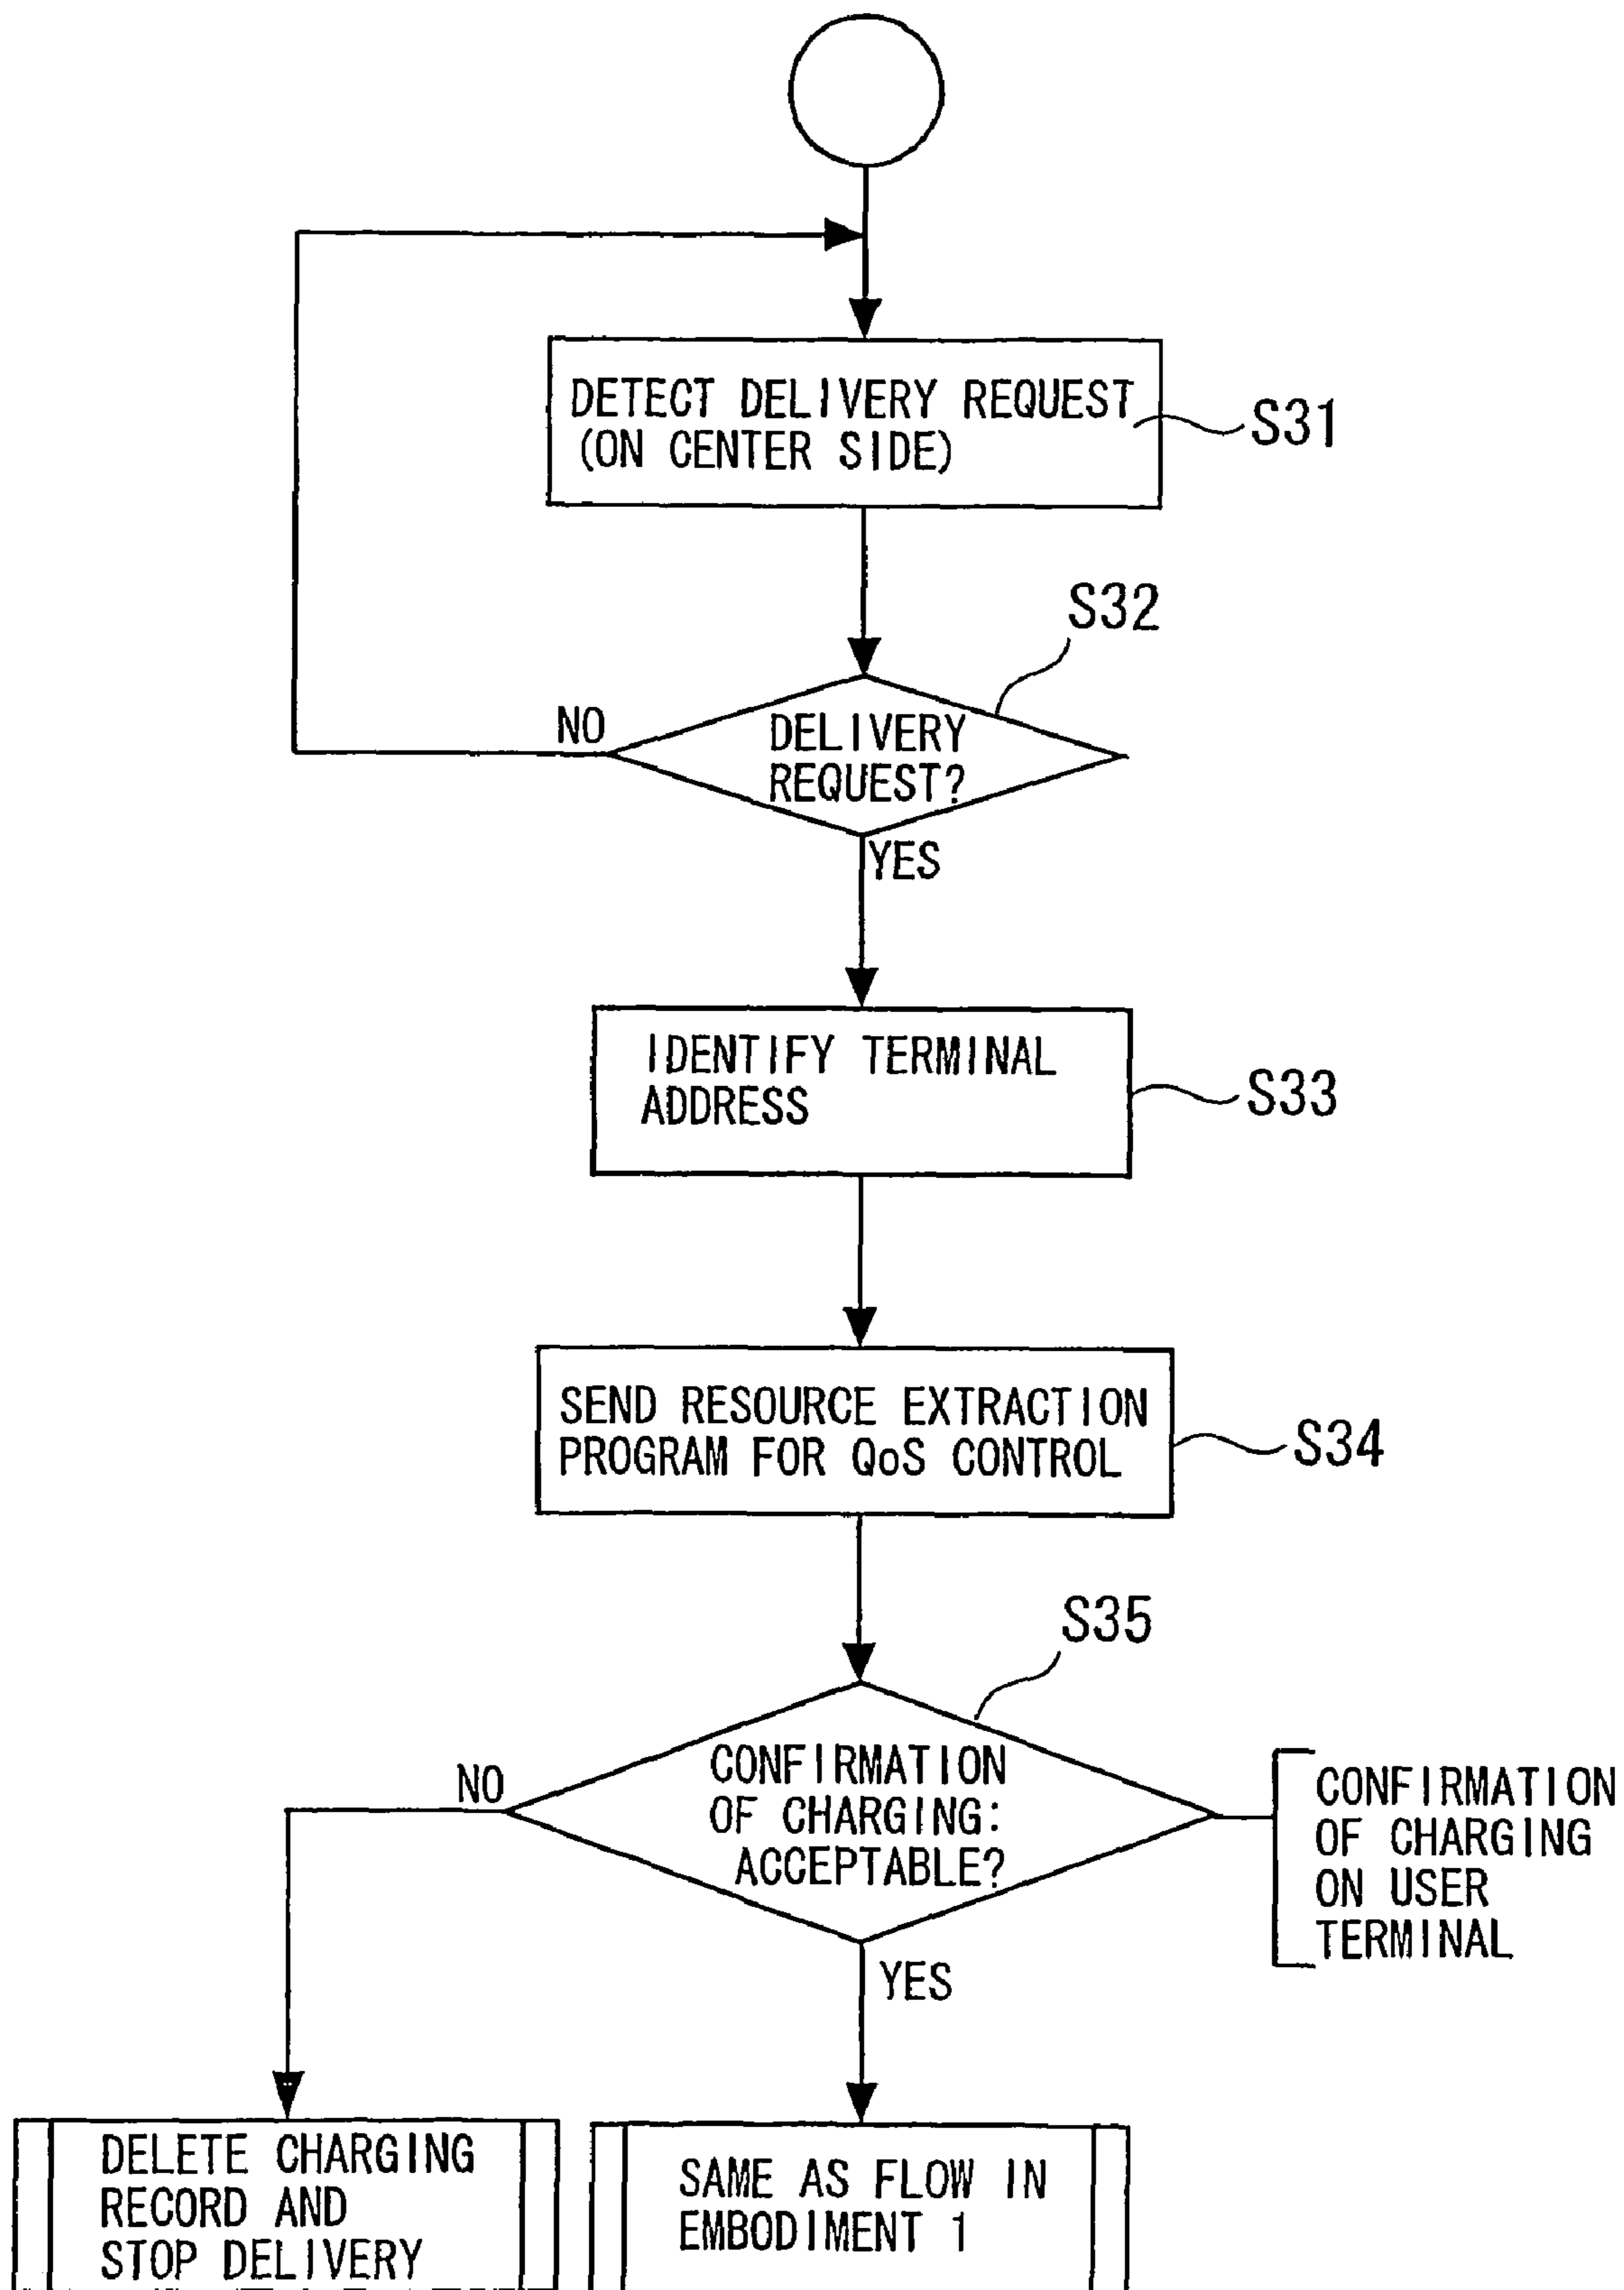 DETECT DELIVERY REQUEST
(ON CENTER SIDE)
S31
S32
NO
DELIVERY
REQUEST?
YES
IDENTIFY TERMINAL
ADDRESS
S33
SEND RESOURCE EXTRACTION
PROGRAM FOR QoS CONTROL
S34
S35
NO
CONFIRMATION
OF CHARGING:
ACCEPTABLE?
CONFIRMATION
OF CHARGING
ON USER
TERMINAL
YES
DELETE CHARGING
RECORD AND
STOP DELIVERY
SAME AS FLOW IN
EMBODIMENT 1